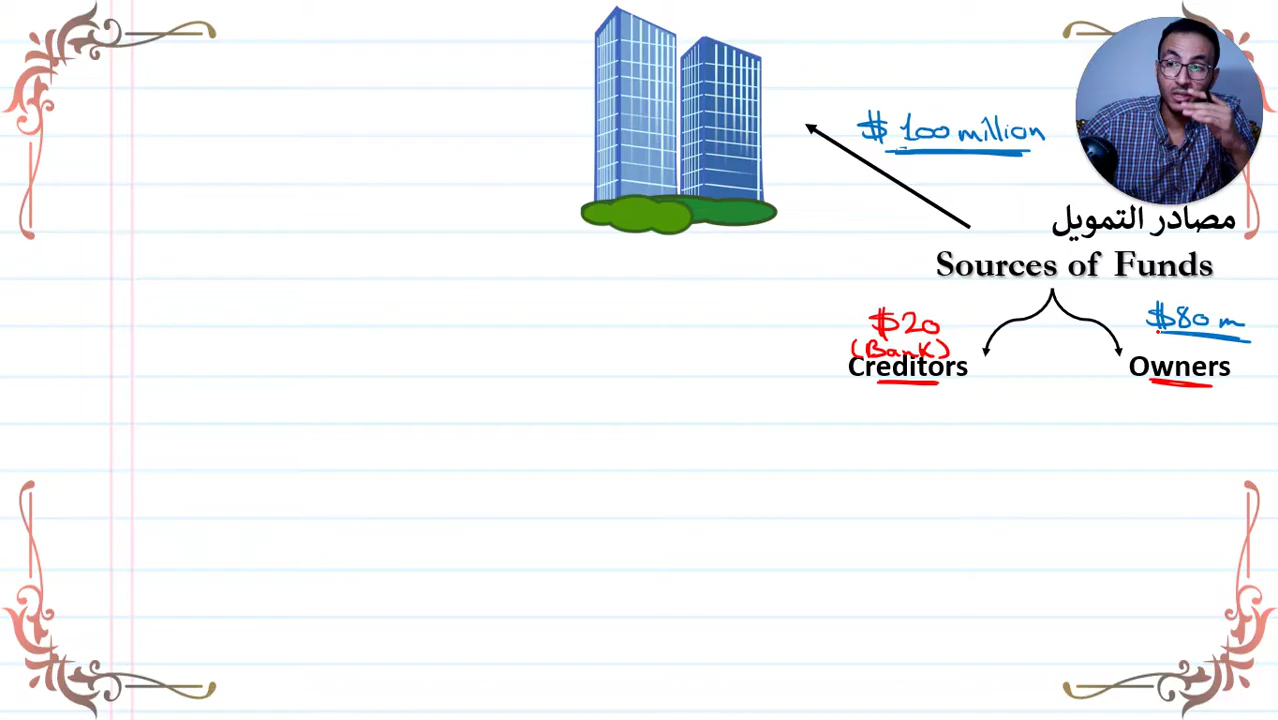 $ 100 million
مصادر التمويل
Sources of Funds
$20
(Bank)
$80 m
Creditors
Owners